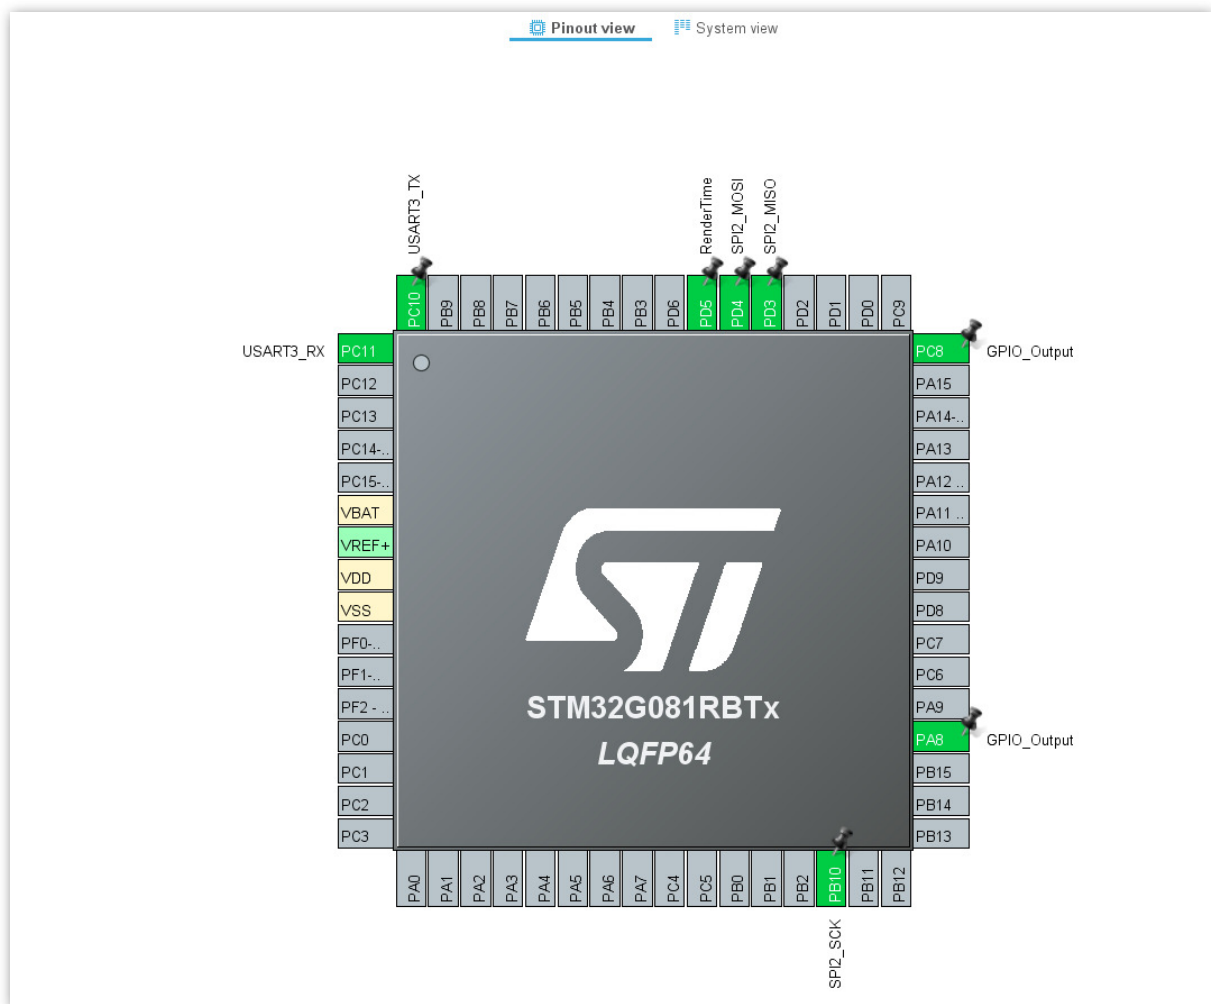 Pinout view
System view
USART3_TX
RenderTime
SPI2_MOSI
SPI2_MISO
PC10
PB9
PB8
PB7
PB6
PB5
PB4
PB3
PD6
PD5
PD4
PD3
PD2
PD1
PD0
PC9
USART3_RX
PC11
PC12
PC13
PC14-..
PC15-..
VBAT
VREF+
VDD
VSS
PF0-..
PF1-..
PF2 - ..
PC0
PC1
PC2
PC3
STM32G081RBTx
LQFP64
PC8
GPIO_Output
PA15
PA14-..
PA13
PA12 ..
PA11 ..
PA10
PD9
PD8
PC7
PC6
PA9
PA8
GPIO_Output
PB15
PB14
PB13
PA0
PA1
PA2
PA3
PA4
PA5
PA6
PA7
PC4
PC5
PB0
PB1
PB2
PB10
PB11
PB12
SPI2_SCK